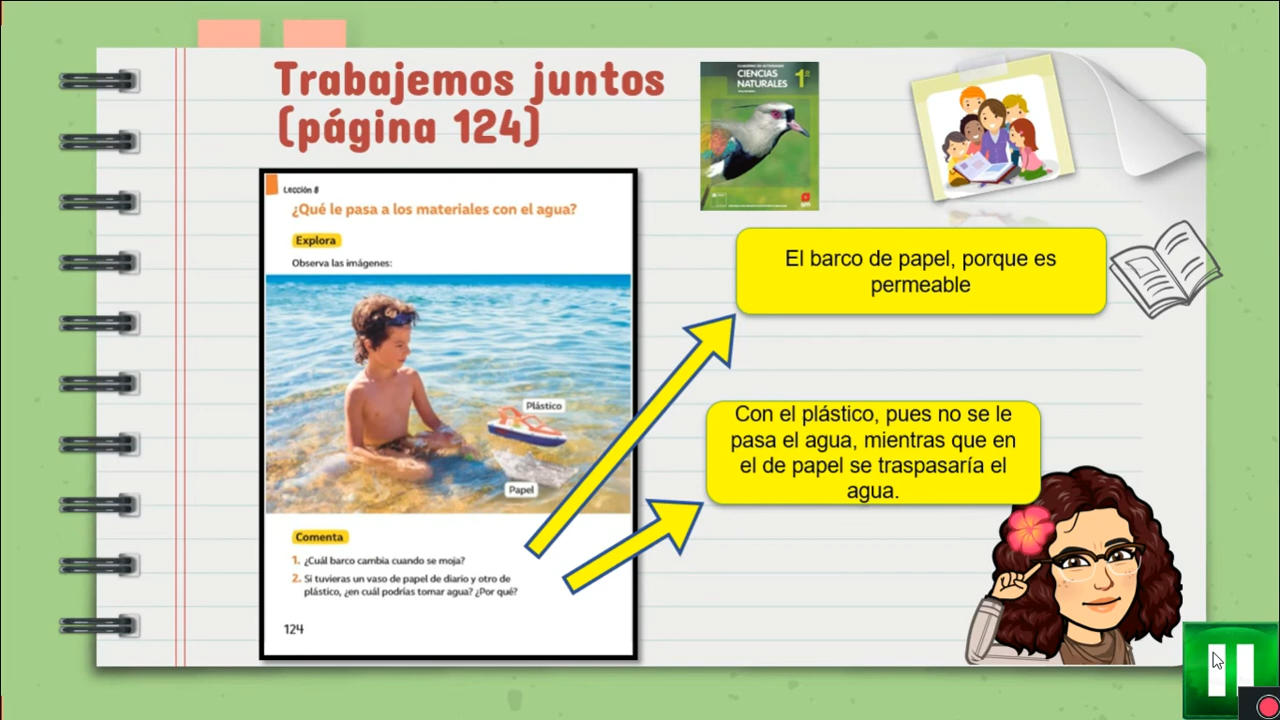 Trabajemos juntos
(página 124)
CIENCIAS
NATURALES
1°
Lección 8
¿Qué le pasa a los materiales con el agua?
Explora
Observa las imágenes:
Plástico
Papel
Comenta
1. ¿Cuál barco cambia cuando se moja?
2. Si tuvieras un vaso de papel de diario y otro de
plástico, ¿en cuál podrías tomar agua? ¿Por qué?
124
El barco de papel, porque es
permeable
Con el plástico, pues no se le
pasa el agua, mientras que en
el de papel se traspasaría el
agua.